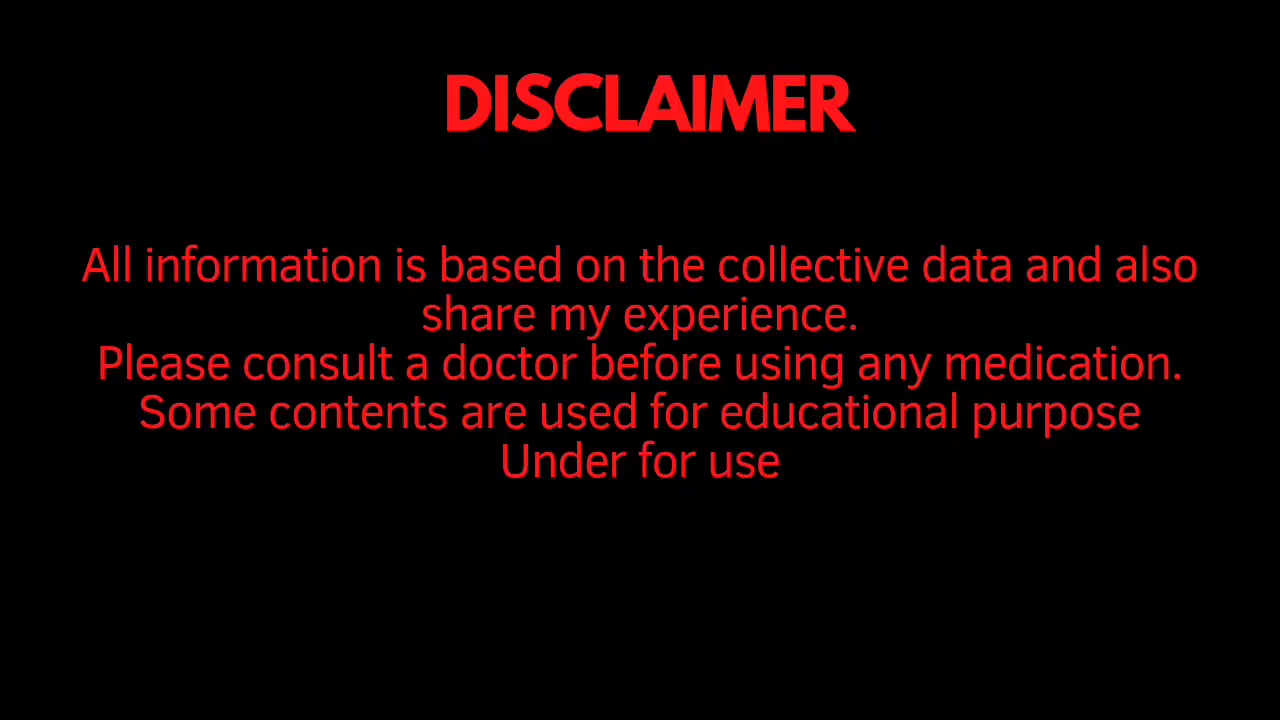 DISCLAIMER
All information is based on the collective data and also
share my experience.
Please consult a doctor before using any medication.
Some contents are used for educational purpose
Under for use